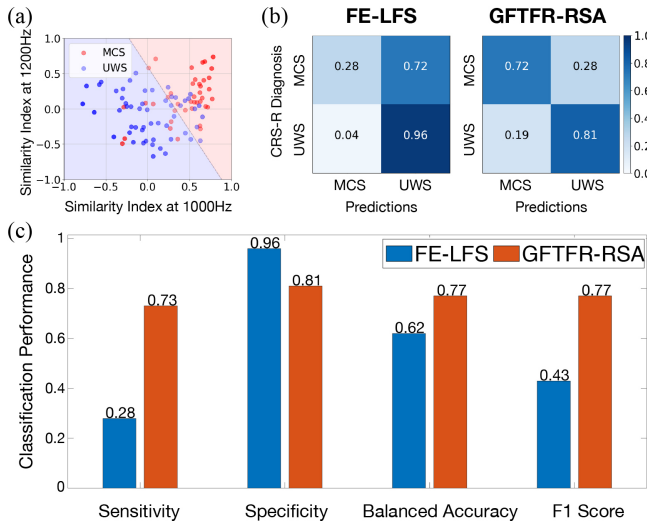 (a)
Similarity Index at 1200Hz
1.0
0.5
0.0
−0.5
−1.0
MCS
UWS
−1.0 −0.5 0.0 0.5 1.0
Similarity Index at 1000Hz
(b)
FE-LFS
CRS-R Diagnosis
MCS
UWS
0.28 0.72
0.04 0.96
MCS UWS
Predictions
GFTFR-RSA
MCS
UWS
0.72 0.28
0.19 0.81
MCS UWS
Predictions
1.0
0.8
0.6
0.4
0.2
0.0
(c)
Classification Performance
1
0.8
0.6
0.4
0.2
0
FE-LFS GFTFR-RSA
0.28 0.73
0.96 0.81
0.62 0.77
0.43 0.77
Sensitivity Specificity Balanced Accuracy F1 Score